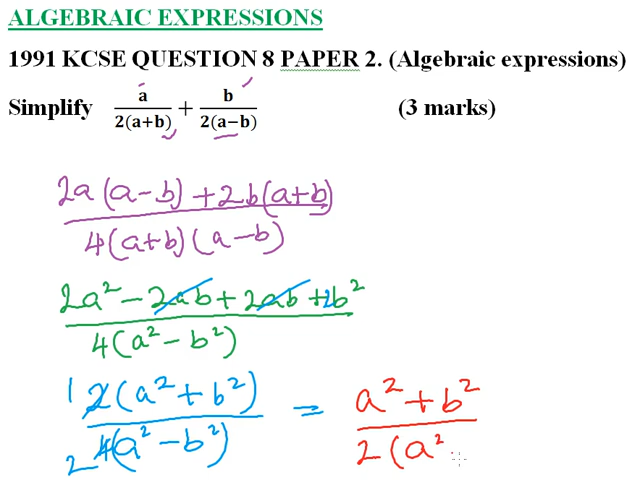 ALGEBRAIC EXPRESSIONS
1991 KCSE QUESTION 8 PAPER 2. (Algebraic expressions)
Simplify a/2(a+b) + b/2(a−b) (3 marks)
2a(a−b)+2b(a+b)
4(a+b)(a−b)
2a²−2ab+2ab+2b²
4(a²−b²)
1 2(a²+b²) = a²+b²
2 4(a²−b²) 2(a²